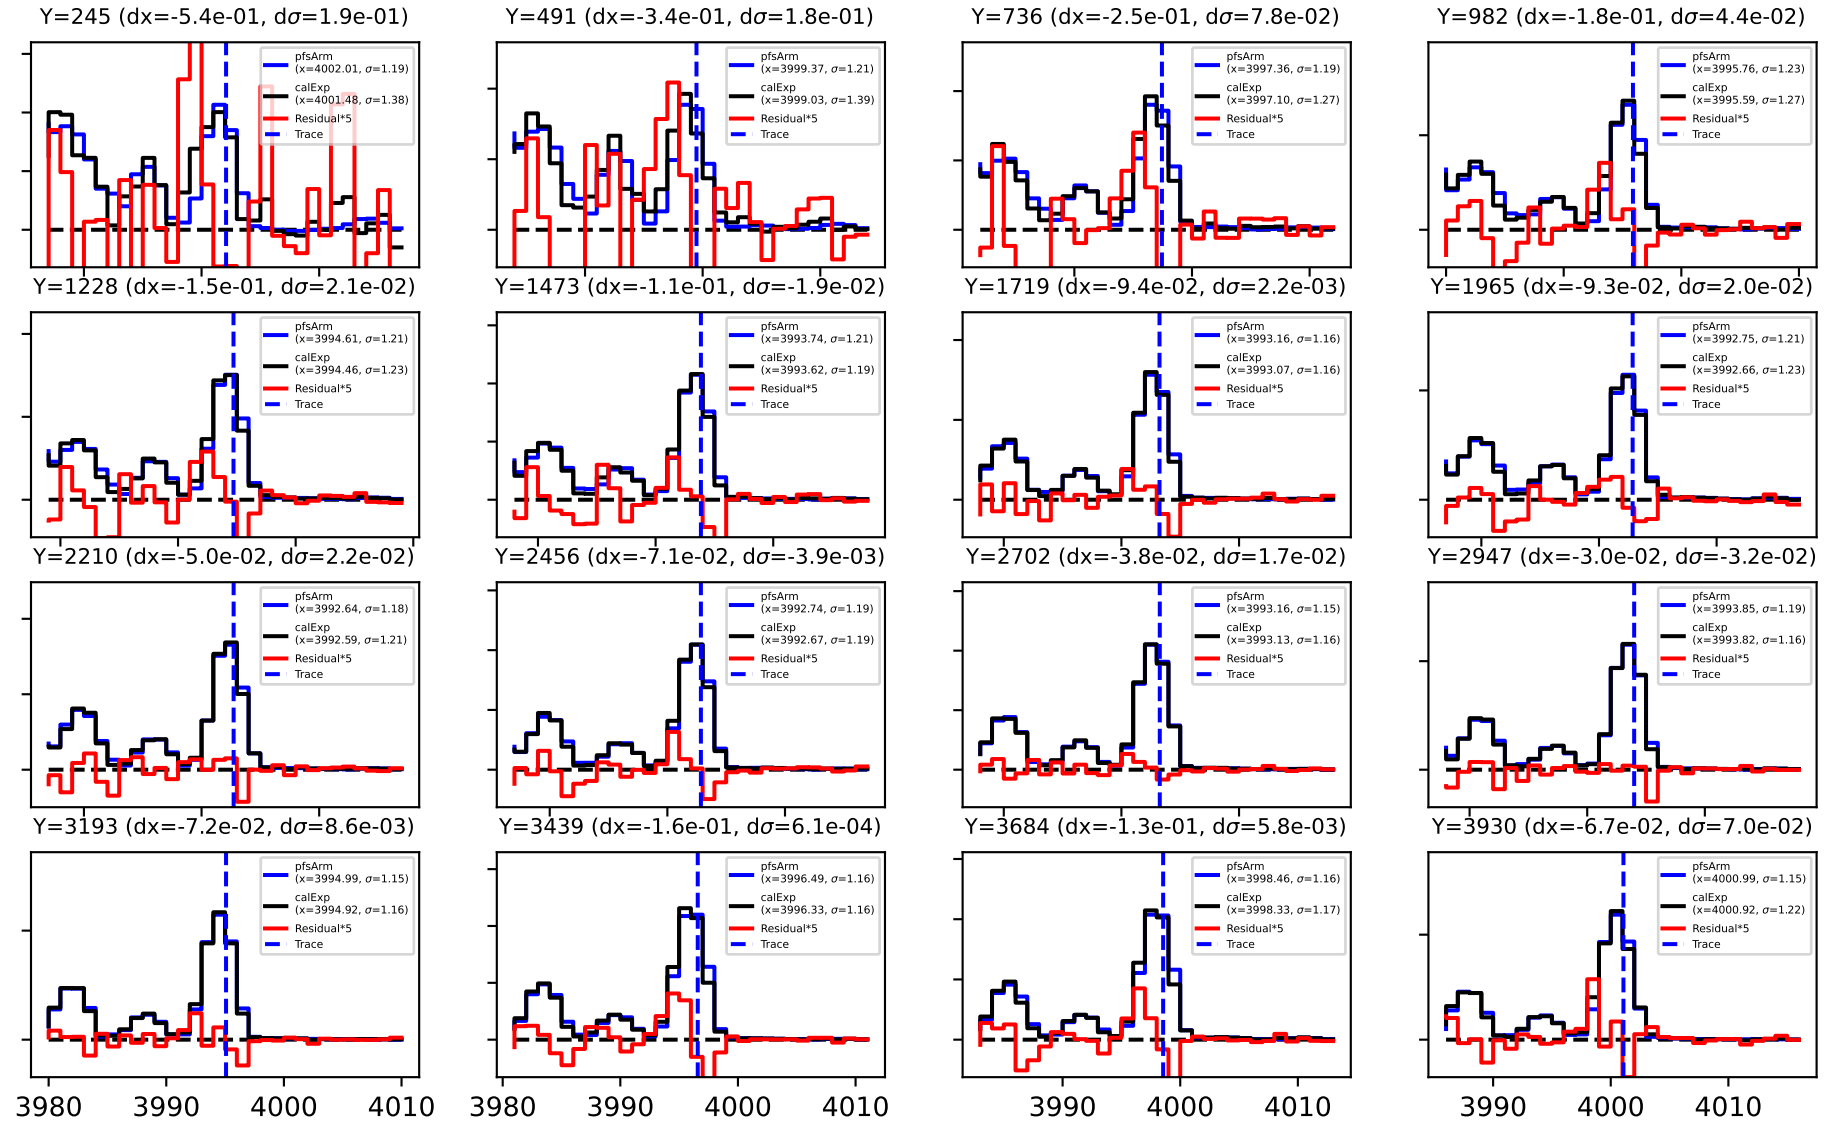 Y=245 (dx=-5.4e-01, dσ=1.9e-01)
pfsArm
(x=4002.01, σ=1.19)
calExp
(x=4001.48, σ=1.38)
Residual*5
Trace
Y=491 (dx=-3.4e-01, dσ=1.8e-01)
pfsArm
(x=3999.37, σ=1.21)
calExp
(x=3999.03, σ=1.39)
Residual*5
Trace
Y=736 (dx=-2.5e-01, dσ=7.8e-02)
pfsArm
(x=3997.36, σ=1.19)
calExp
(x=3997.10, σ=1.27)
Residual*5
Trace
Y=982 (dx=-1.8e-01, dσ=4.4e-02)
pfsArm
(x=3995.76, σ=1.23)
calExp
(x=3995.59, σ=1.27)
Residual*5
Trace
Y=1228 (dx=-1.5e-01, dσ=2.1e-02)
pfsArm
(x=3994.61, σ=1.21)
calExp
(x=3994.46, σ=1.23)
Residual*5
Trace
Y=1473 (dx=-1.1e-01, dσ=-1.9e-02)
pfsArm
(x=3993.74, σ=1.21)
calExp
(x=3993.62, σ=1.19)
Residual*5
Trace
Y=1719 (dx=-9.4e-02, dσ=2.2e-03)
pfsArm
(x=3993.16, σ=1.16)
calExp
(x=3993.07, σ=1.16)
Residual*5
Trace
Y=1965 (dx=-9.3e-02, dσ=2.0e-02)
pfsArm
(x=3992.75, σ=1.21)
calExp
(x=3992.66, σ=1.23)
Residual*5
Trace
Y=2210 (dx=-5.0e-02, dσ=2.2e-02)
pfsArm
(x=3992.64, σ=1.18)
calExp
(x=3992.59, σ=1.21)
Residual*5
Trace
Y=2456 (dx=-7.1e-02, dσ=-3.9e-03)
pfsArm
(x=3992.74, σ=1.19)
calExp
(x=3992.67, σ=1.19)
Residual*5
Trace
Y=2702 (dx=-3.8e-02, dσ=1.7e-02)
pfsArm
(x=3993.16, σ=1.15)
calExp
(x=3993.13, σ=1.16)
Residual*5
Trace
Y=2947 (dx=-3.0e-02, dσ=-3.2e-02)
pfsArm
(x=3993.85, σ=1.19)
calExp
(x=3993.82, σ=1.16)
Residual*5
Trace
Y=3193 (dx=-7.2e-02, dσ=8.6e-03)
pfsArm
(x=3994.99, σ=1.15)
calExp
(x=3994.92, σ=1.16)
Residual*5
Trace
Y=3439 (dx=-1.6e-01, dσ=6.1e-04)
pfsArm
(x=3996.49, σ=1.16)
calExp
(x=3996.33, σ=1.16)
Residual*5
Trace
Y=3684 (dx=-1.3e-01, dσ=5.8e-03)
pfsArm
(x=3998.46, σ=1.16)
calExp
(x=3998.33, σ=1.17)
Residual*5
Trace
Y=3930 (dx=-6.7e-02, dσ=7.0e-02)
pfsArm
(x=4000.99, σ=1.15)
calExp
(x=4000.92, σ=1.22)
Residual*5
Trace
3980 3990 4000 4010
3980 3990 4000 4010
3990 4000 4010
3990 4000 4010